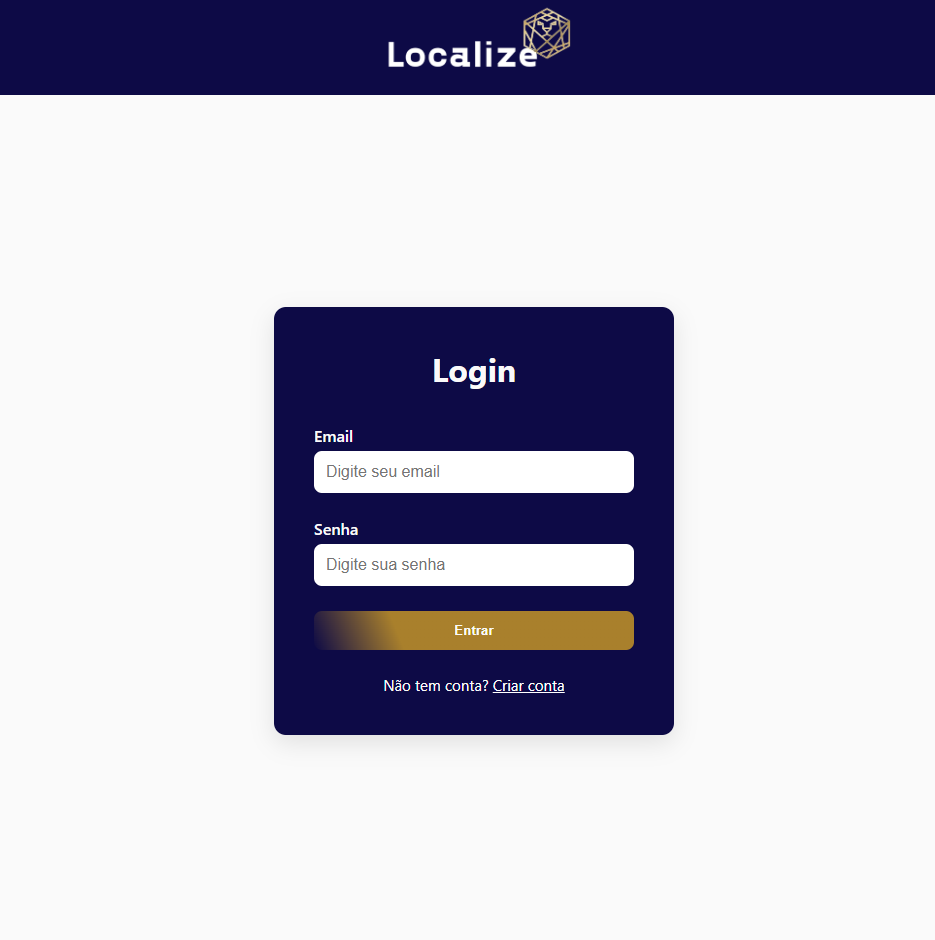 Localize
Login
Email
Digite seu email
Senha
Digite sua senha
Entrar
Não tem conta? Criar conta